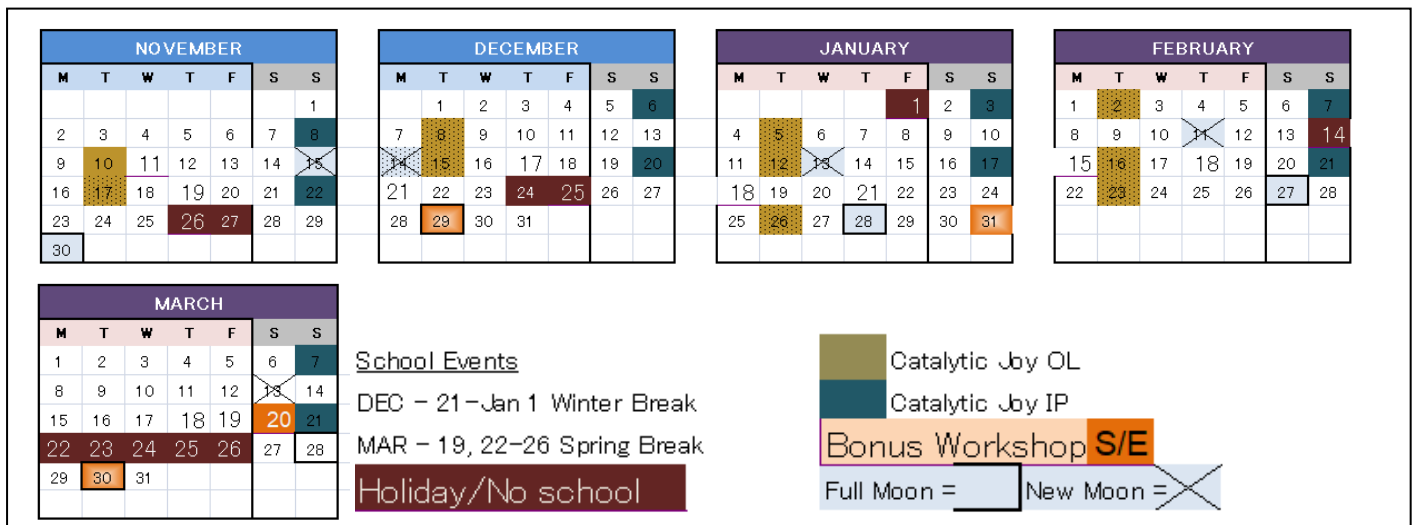 NOVEMBER DECEMBER JANUARY FEBRUARY
M T W T F S S M T W T F S S M T W T F S S M T W T F S S
1 1 2 3 4 5 6 1 2 3 1 2 3 4 5 6 7
2 3 4 5 6 7 8 7 8 9 10 11 12 13 4 5 6 7 8 9 10 8 9 10 11 12 13 14
9 10 11 12 13 14 15 14 15 16 17 18 19 20 11 12 13 14 15 16 17 15 16 17 18 19 20 21
16 17 18 19 20 21 22 21 22 23 24 25 26 27 18 19 20 21 22 23 24 22 23 24 25 26 27 28
23 24 25 26 27 28 29 28 29 30 31 25 26 27 28 29 30 31
30
MARCH
M T W T F S S
1 2 3 4 5 6 7
8 9 10 11 12 13 14
15 16 17 18 19 20 21
22 23 24 25 26 27 28
29 30 31
School Events
DEC - 21-Jan 1 Winter Break
MAR - 19, 22-26 Spring Break
Holiday/No school
Catalytic Joy OL
Catalytic Joy IP
Bonus Workshop S/E
Full Moon = New Moon =